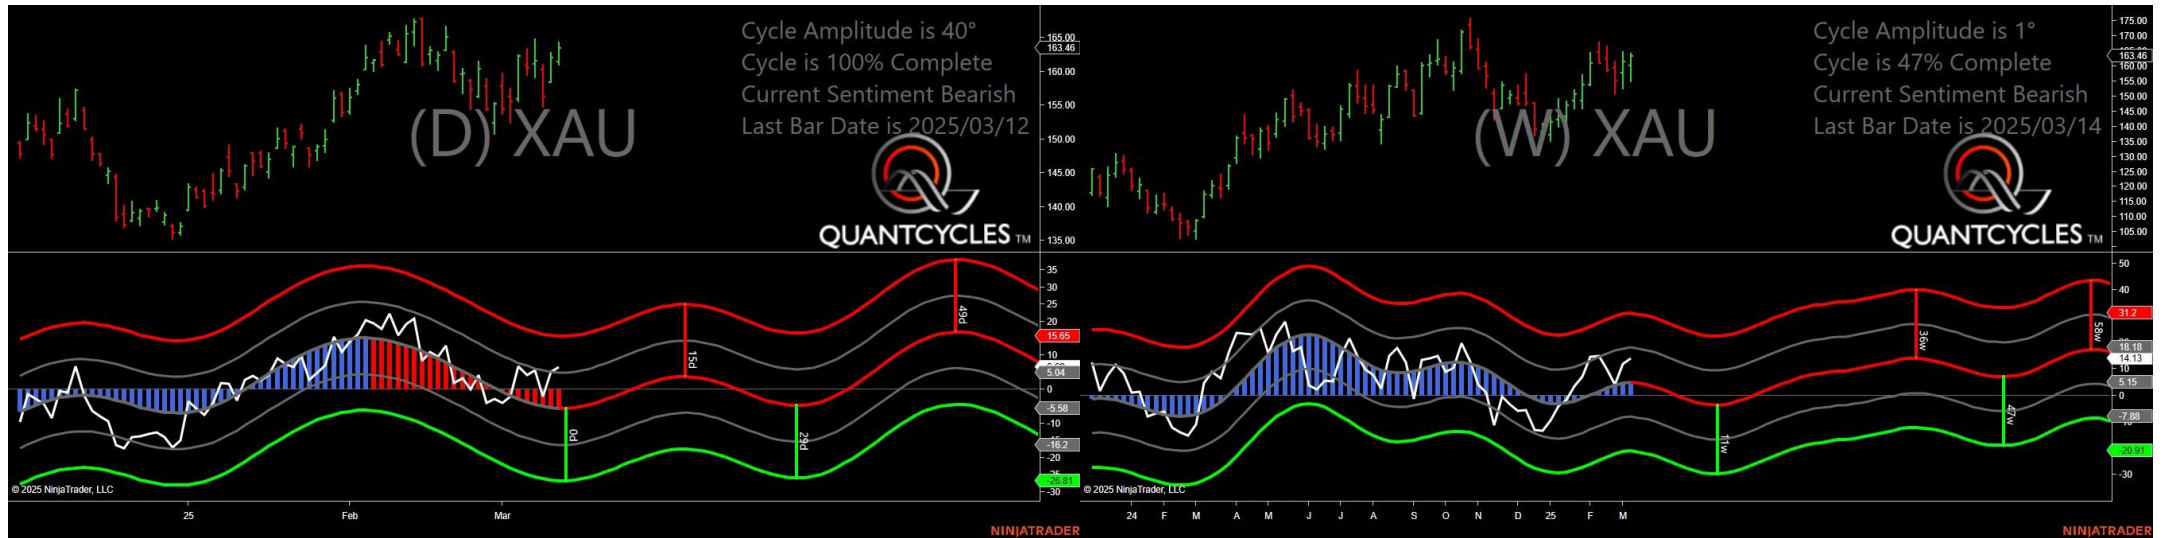 Cycle Amplitude is 40°
Cycle is 100% Complete
Current Sentiment Bearish
Last Bar Date is 2025/03/12
(D) XAU
QUANTCYCLES TM
165.00
163.46
160.00
155.00
150.00
145.00
140.00
135.00
35
30
25
20
15.65
10
5.04
0
-5.58
-10
-16.2
-20
-26.81
-30
0d
15d
29d
49d
© 2025 NinjaTrader, LLC
25 Feb Mar
NINJATRADER
Cycle Amplitude is 1°
Cycle is 47% Complete
Current Sentiment Bearish
Last Bar Date is 2025/03/14
(W) XAU
QUANTCYCLES TM
175.00
170.00
163.46
160.00
155.00
150.00
145.00
140.00
135.00
130.00
125.00
120.00
115.00
110.00
105.00
50
40
31.2
18.18
14.13
10
5.15
0
-7.88
-20.91
-30
11w
36w
47w
58w
© 2025 NinjaTrader, LLC
24 F M A M J J A S O N D 25 F M
NINJATRADER